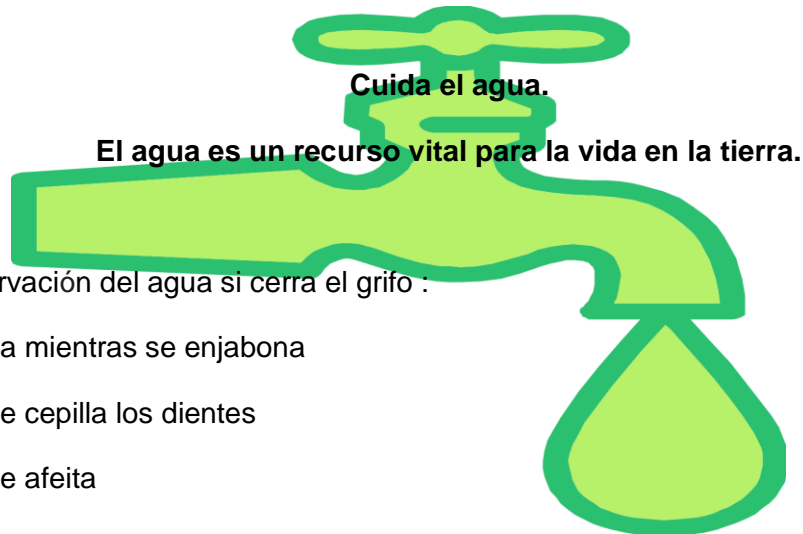 Cuida el agua.
El agua es un recurso vital para la vida en la tierra.
rvación del agua si cerra el grifo :
a mientras se enjabona
e cepilla los dientes
e afeita